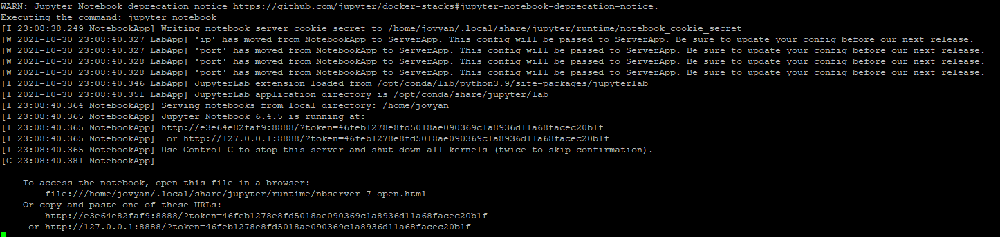 WARN: Jupyter Notebook deprecation notice https://github.com/jupyter/docker-stacks#jupyter-notebook-deprecation-notice.
Executing the command: jupyter notebook
[I 23:08:38.249 NotebookApp] Writing notebook server cookie secret to /home/jovyan/.local/share/jupyter/runtime/notebook_cookie_secret
[W 2021-10-30 23:08:40.327 LabApp] 'ip' has moved from NotebookApp to ServerApp. This config will be passed to ServerApp. Be sure to update your config before our next release.
[W 2021-10-30 23:08:40.327 LabApp] 'port' has moved from NotebookApp to ServerApp. This config will be passed to ServerApp. Be sure to update your config before our next release.
[W 2021-10-30 23:08:40.328 LabApp] 'port' has moved from NotebookApp to ServerApp. This config will be passed to ServerApp. Be sure to update your config before our next release.
[W 2021-10-30 23:08:40.328 LabApp] 'port' has moved from NotebookApp to ServerApp. This config will be passed to ServerApp. Be sure to update your config before our next release.
[I 2021-10-30 23:08:40.346 LabApp] JupyterLab extension loaded from /opt/conda/lib/python3.9/site-packages/jupyterlab
[I 2021-10-30 23:08:40.351 LabApp] JupyterLab application directory is /opt/conda/share/jupyter/lab
[I 23:08:40.364 NotebookApp] Serving notebooks from local directory: /home/jovyan
[I 23:08:40.365 NotebookApp] Jupyter Notebook 6.4.5 is running at:
[I 23:08:40.365 NotebookApp] http://e3e64e82faf9:8888/?token=46feb1278e8fd5018ae090369c1a8936d11a68facec20b1f
[I 23:08:40.365 NotebookApp]  or http://127.0.0.1:8888/?token=46feb1278e8fd5018ae090369c1a8936d11a68facec20b1f
[I 23:08:40.365 NotebookApp] Use Control-C to stop this server and shut down all kernels (twice to skip confirmation).
[C 23:08:40.381 NotebookApp]
To access the notebook, open this file in a browser:
file:///home/jovyan/.local/share/jupyter/runtime/nbserver-7-open.html
Or copy and paste one of these URLs:
http://e3e64e82faf9:8888/?token=46feb1278e8fd5018ae090369c1a8936d11a68facec20b1f
or http://127.0.0.1:8888/?token=46feb1278e8fd5018ae090369c1a8936d11a68facec20b1f